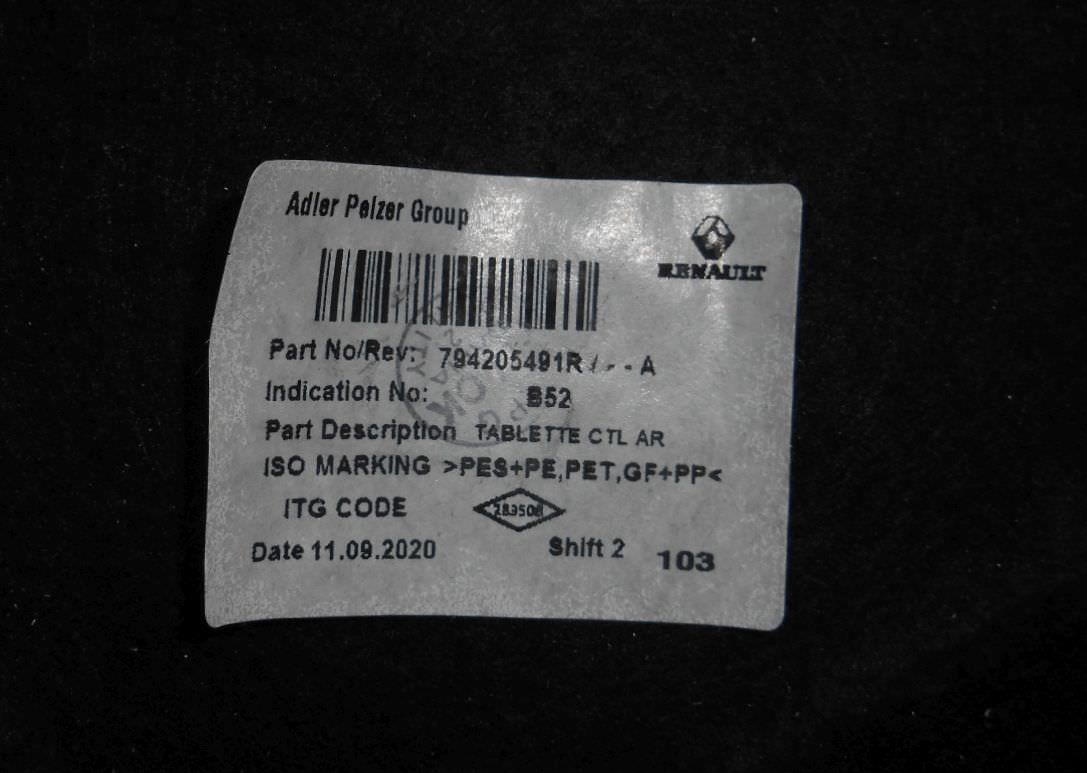 Adler Pelzer Group
RENAULT
Part No/Rev: 794205491R / - - A
Indication No: B52
Part Description TABLETTE CTL AR
ISO MARKING >PES+PE,PET,GF+PP<
ITG CODE
Date 11.09.2020 Shift 2 103
OK